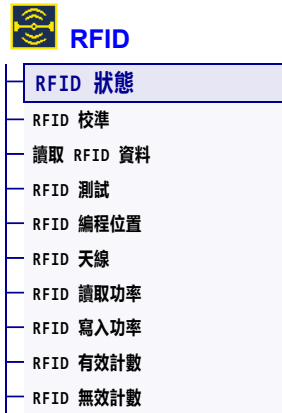 RFID
RFID 狀態
RFID 校準
讀取 RFID 資料
RFID 測試
RFID 編程位置
RFID 天線
RFID 讀取功率
RFID 寫入功率
RFID 有效計數
RFID 無效計數